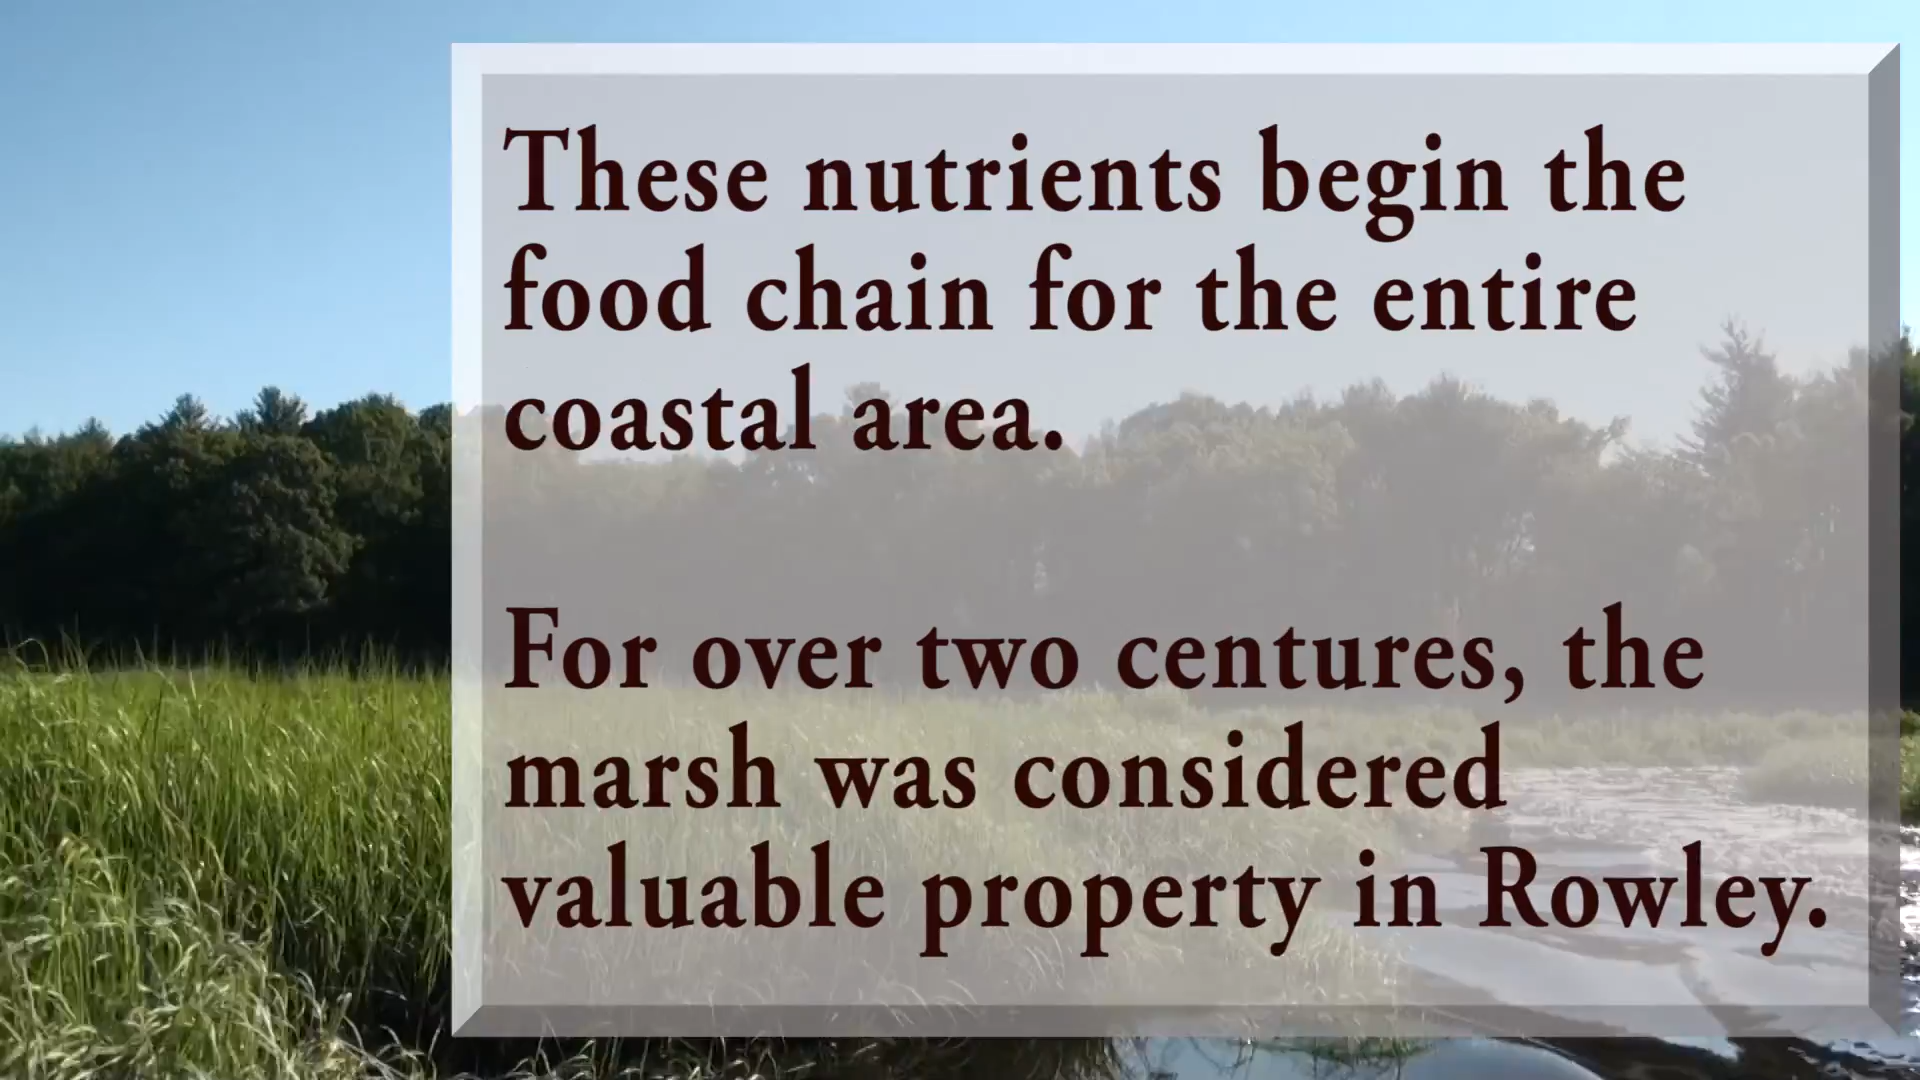 These nutrients begin the
food chain for the entire
coastal area.
For over two centures, the
marsh was considered
valuable property in Rowley.